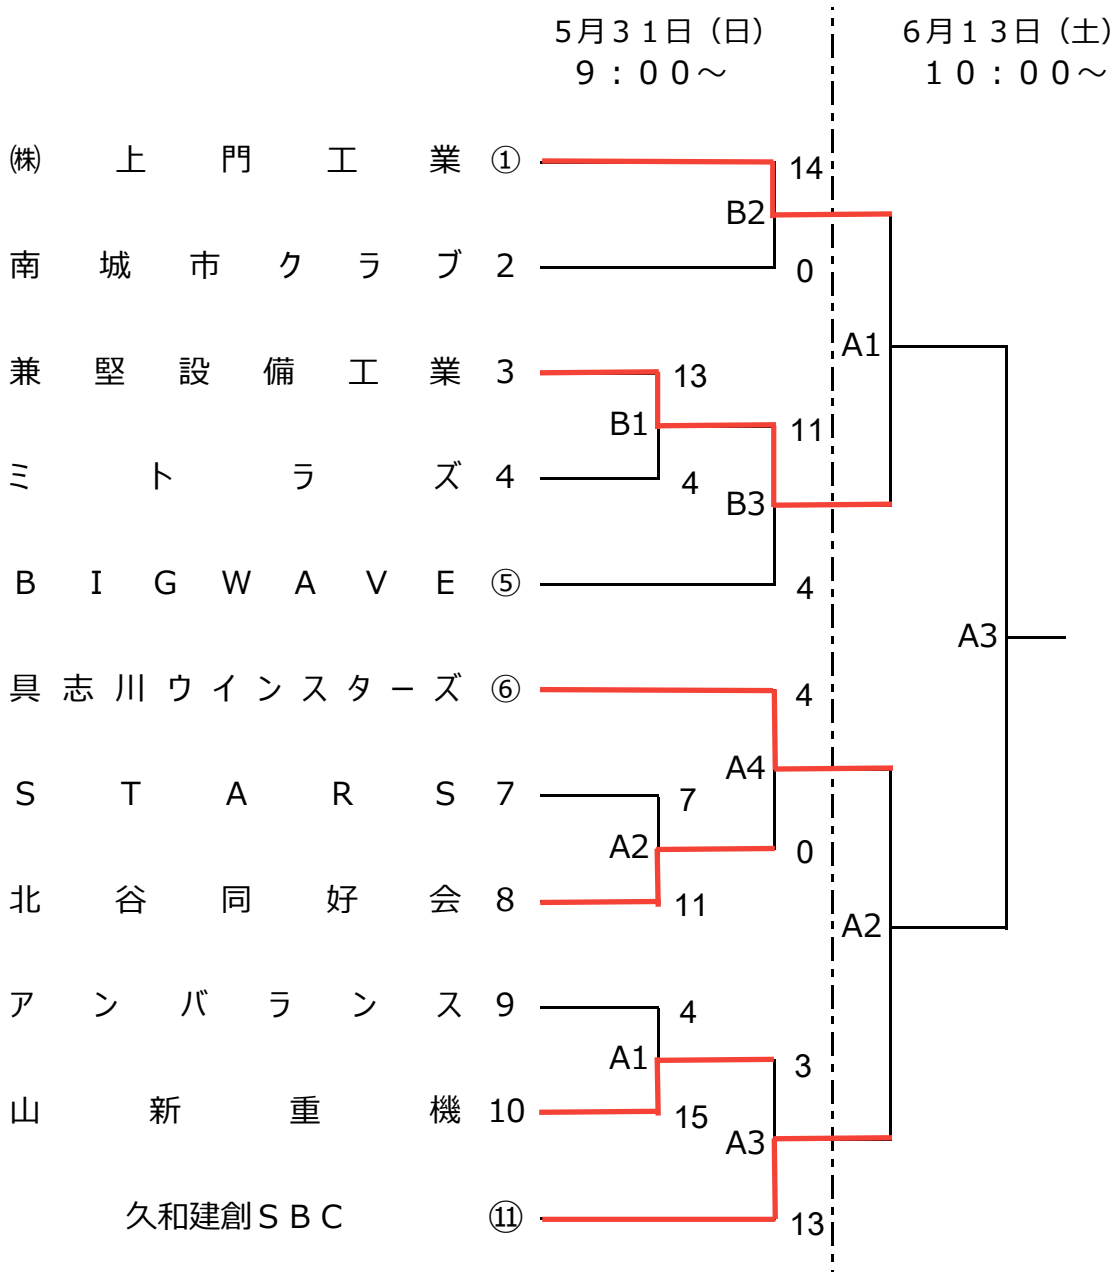 5月31日（日） 6月13日（土）
9：00～ 10：00～
㈱上門工業 ① 14
B2
南城市クラブ 2 0
A1
兼堅設備工業 3 13
B1 11
ミトラズ 4 4
B3
BIGWAVE ⑤ 4
A3
具志川ウインスターズ ⑥ 4
A4
STARS 7 7
A2 0
北谷同好会 8 11
A2
アンバランス 9 4
A1 3
山新重機 10 15
A3
久和建創SBC ⑪ 13